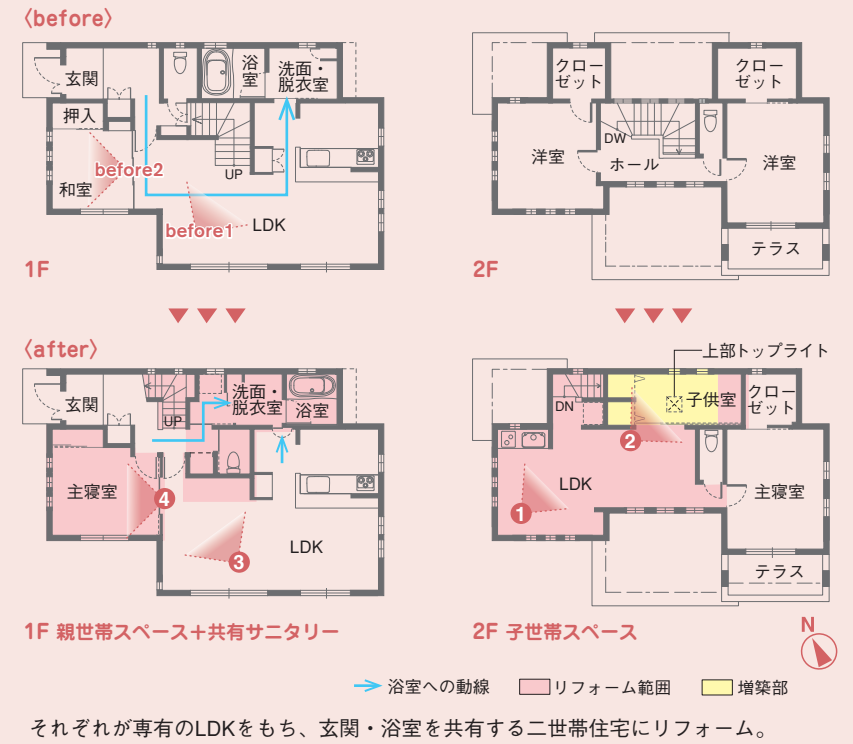 〈before〉
玄関
浴室
洗面・
脱衣室
押入
和室
before2
UP
before1
LDK
1F
クロー
ゼット
クロー
ゼット
洋室
DW
ホール
洋室
テラス
2F
〈after〉
玄関
UP
洗面・
脱衣室
浴室
主寝室
4
3
LDK
1F 親世帯スペース＋共有サニタリー
上部トップライト
DN
子供室
クロー
ゼット
2
LDK
1
主寝室
テラス
2F 子世帯スペース
N
浴室への動線
リフォーム範囲
増築部
それぞれが専有のLDKをもち、玄関・浴室を共有する二世帯住宅にリフォーム。